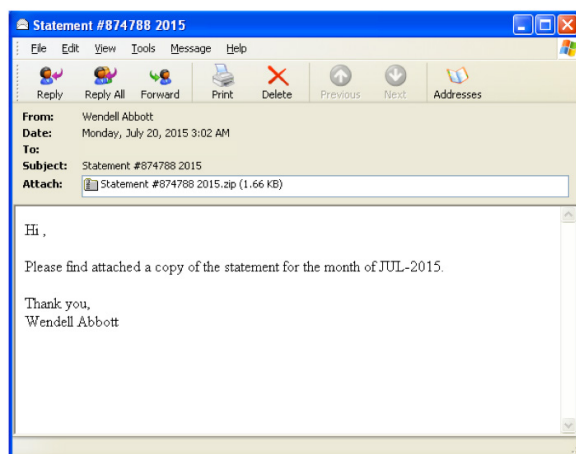 Statement #874788 2015
File Edit View Tools Message Help
Reply Reply All Forward Print Delete Previous Next Addresses
From: Wendell Abbott
Date: Monday, July 20, 2015 3:02 AM
To:
Subject: Statement #874788 2015
Attach: Statement #874788 2015.zip (1.66 KB)
Hi ,
Please find attached a copy of the statement for the month of JUL-2015.
Thank you,
Wendell Abbott